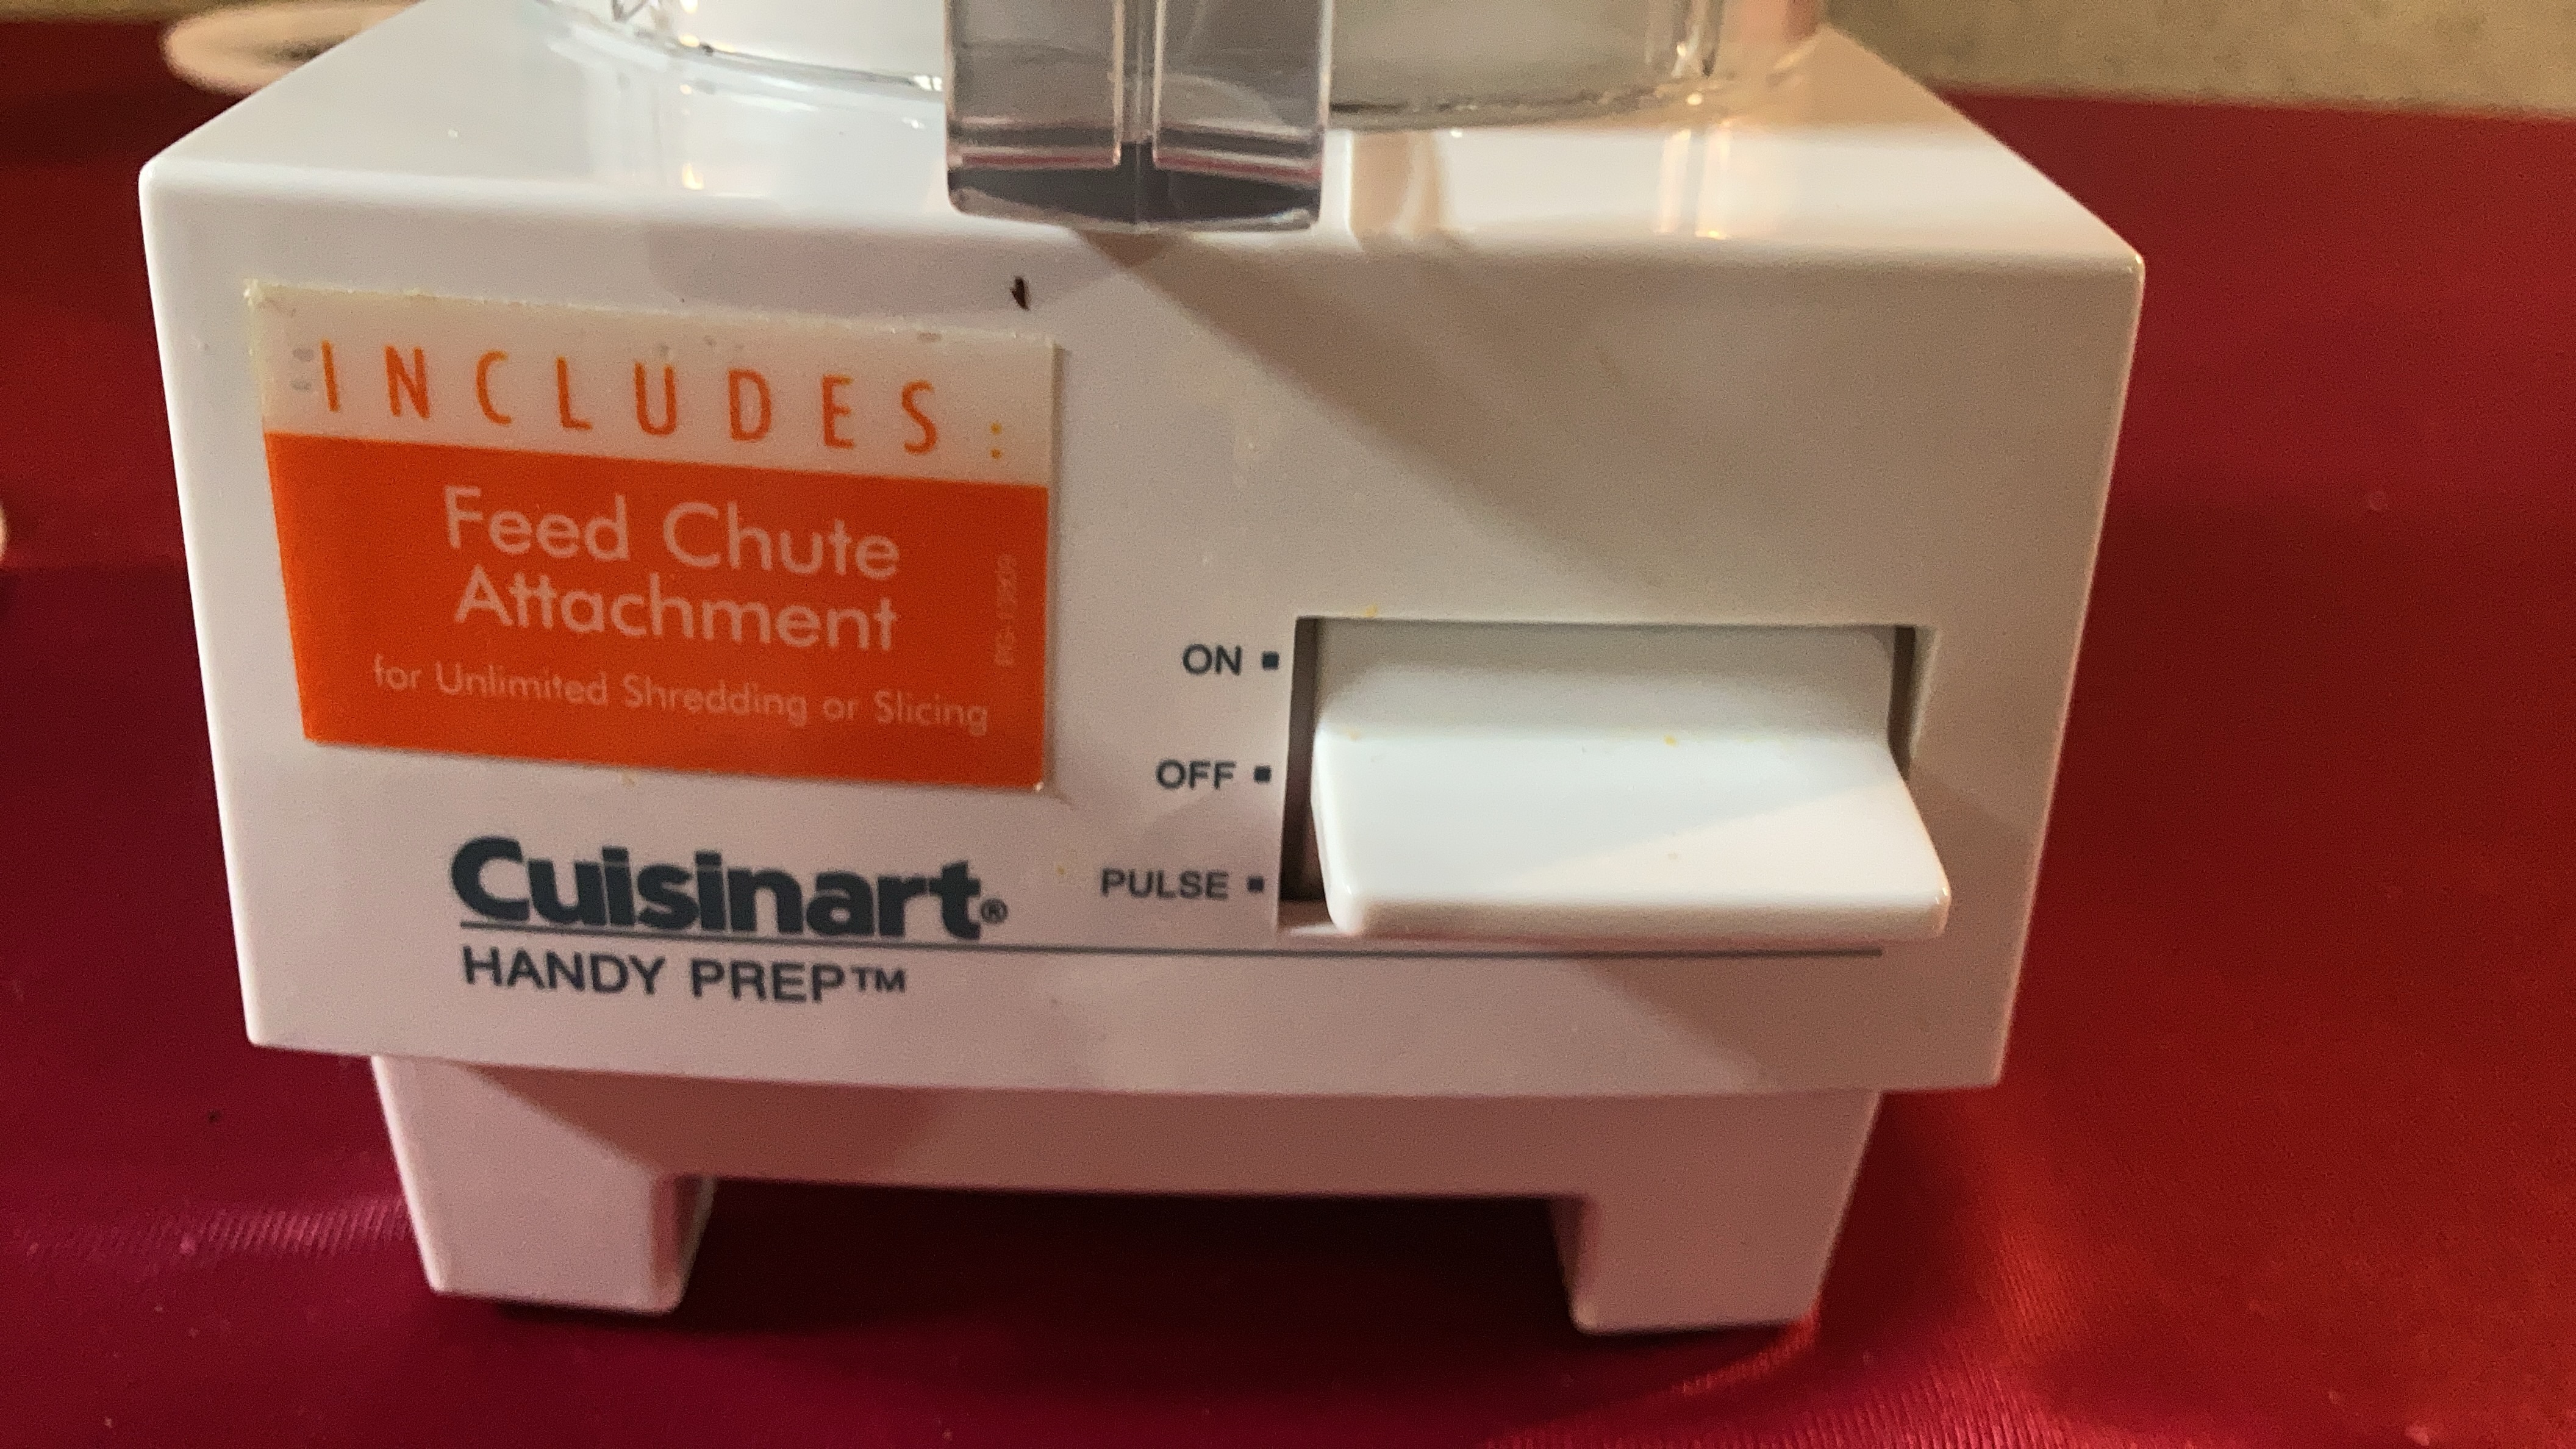 INCLUDES:
Feed Chute
Attachment
for Unlimited Shredding or Slicing
ON
OFF
PULSE
Cuisinart®
HANDY PREP™